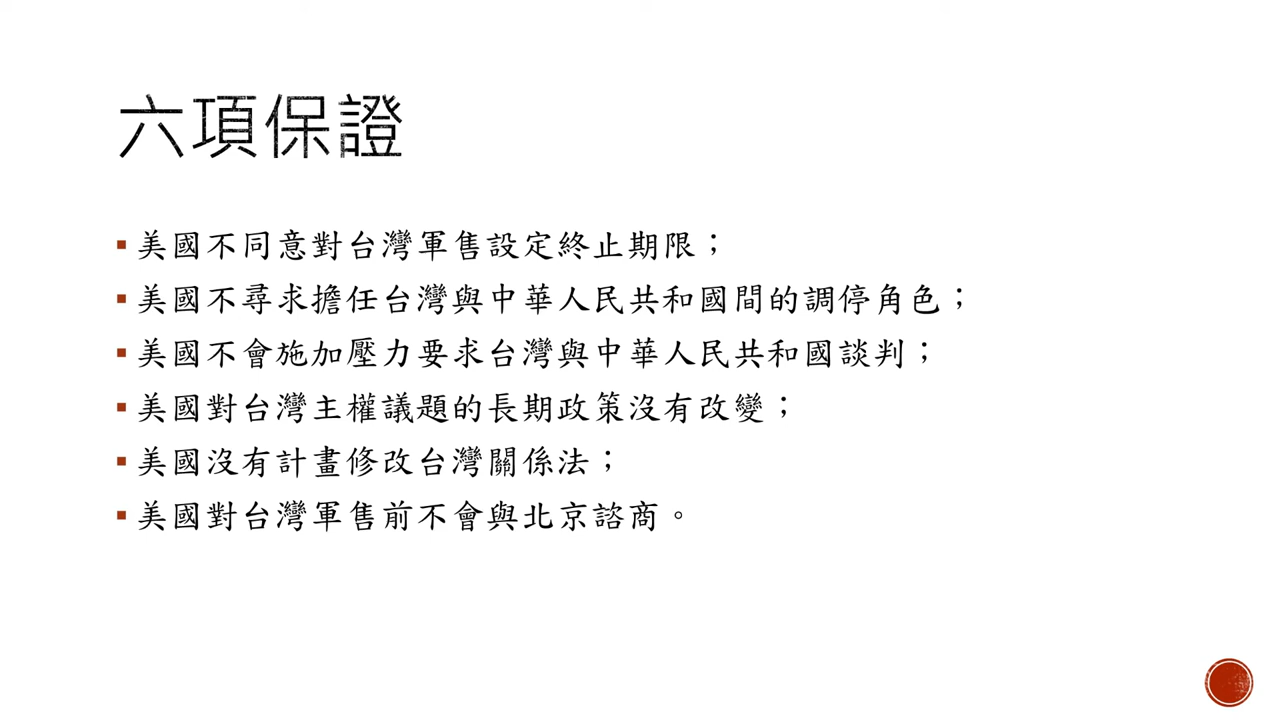 六項保證
美國不同意對台灣軍售設定終止期限；
美國不尋求擔任台灣與中華人民共和國間的調停角色；
美國不會施加壓力要求台灣與中華人民共和國談判；
美國對台灣主權議題的長期政策沒有改變；
美國沒有計畫修改台灣關係法；
美國對台灣軍售前不會與北京諮商。